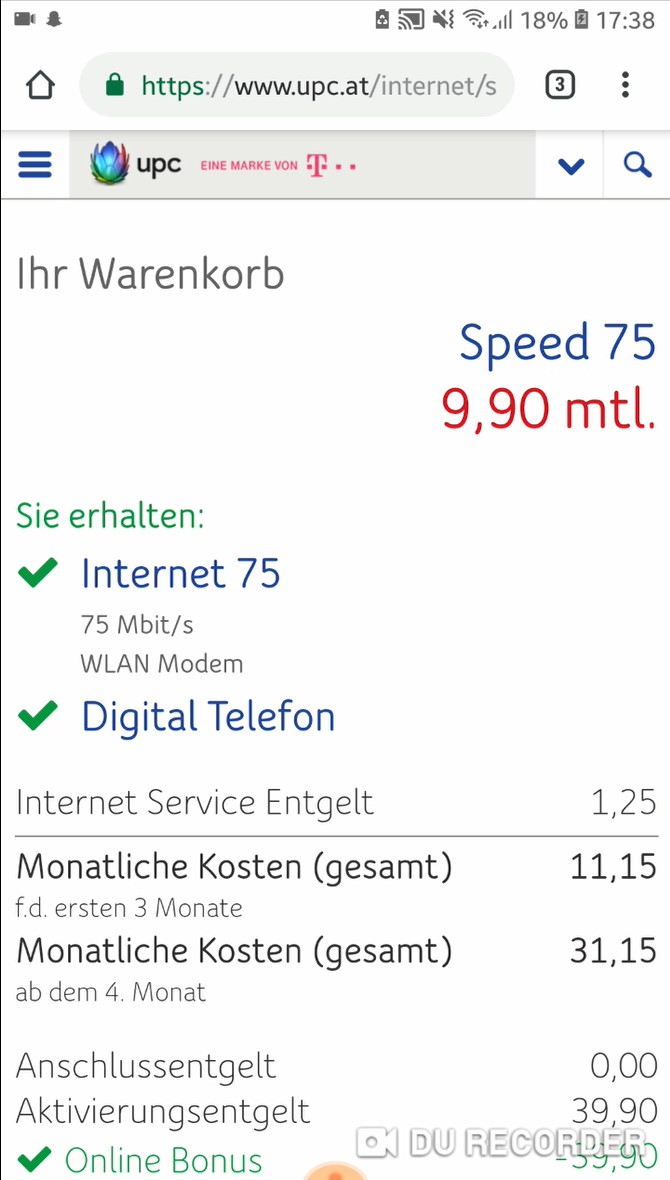 18% 17:38
https://www.upc.at/internet/s 3
upc EINE MARKE VON T
Ihr Warenkorb
Speed 75
9,90 mtl.
Sie erhalten:
Internet 75
75 Mbit/s
WLAN Modem
Digital Telefon
Internet Service Entgelt 1,25
Monatliche Kosten (gesamt) 11,15
f.d. ersten 3 Monate
Monatliche Kosten (gesamt) 31,15
ab dem 4. Monat
Anschlussentgelt 0,00
Aktivierungsentgelt 39,90
DU RECORDER
Online Bonus -39,90